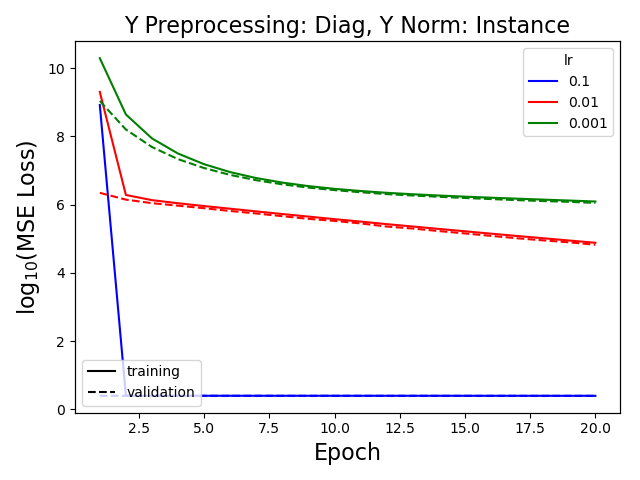 Y Preprocessing: Diag, Y Norm: Instance
lr
0.1
0.01
0.001
log₁₀(MSE Loss)
10
8
6
4
2
0
training
validation
2.5 5.0 7.5 10.0 12.5 15.0 17.5 20.0
Epoch